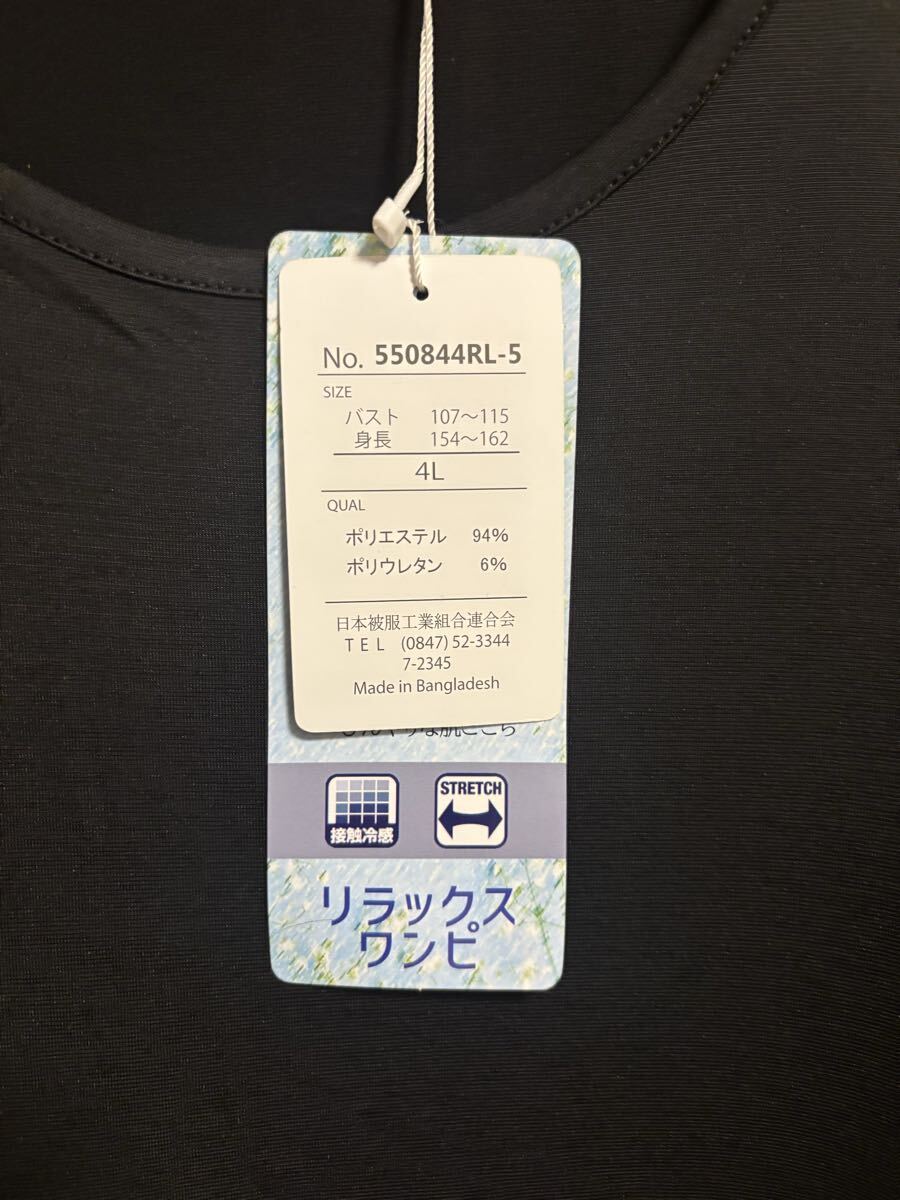 No. 550844RL-5
SIZE
バスト 107～115
身長 154～162
4L
QUAL
ポリエステル 94%
ポリウレタン 6%
日本被服工業組合連合会
TEL (0847) 52-3344
7-2345
Made in Bangladesh
接触冷感
STRETCH
リラックス
ワンピ